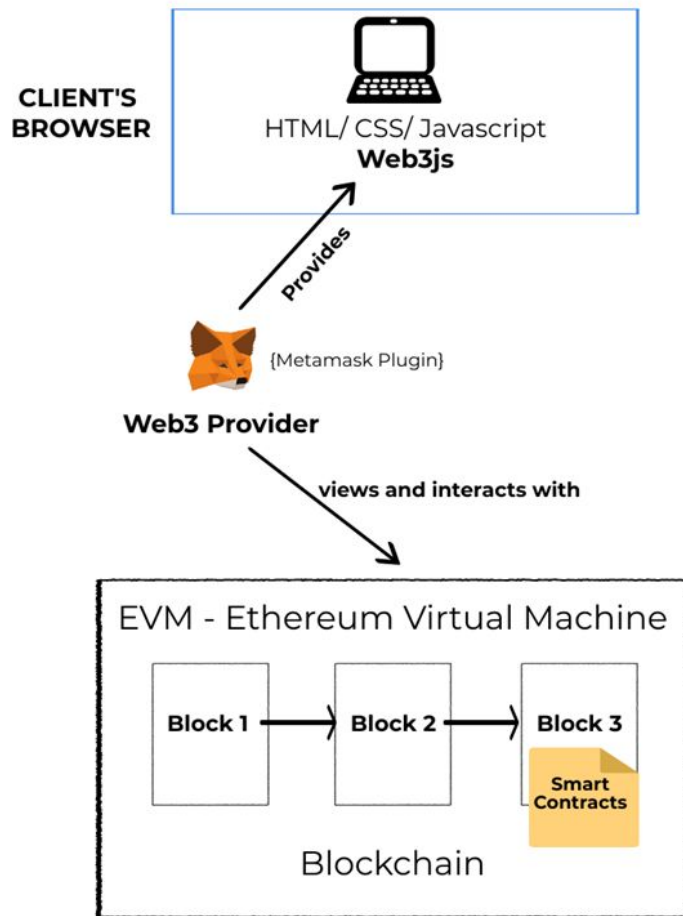 CLIENT'S
BROWSER
HTML/ CSS/ Javascript
Web3js
Provides
{Metamask Plugin}
Web3 Provider
views and interacts with
EVM - Ethereum Virtual Machine
Block 1
Block 2
Block 3
Smart
Contracts
Blockchain